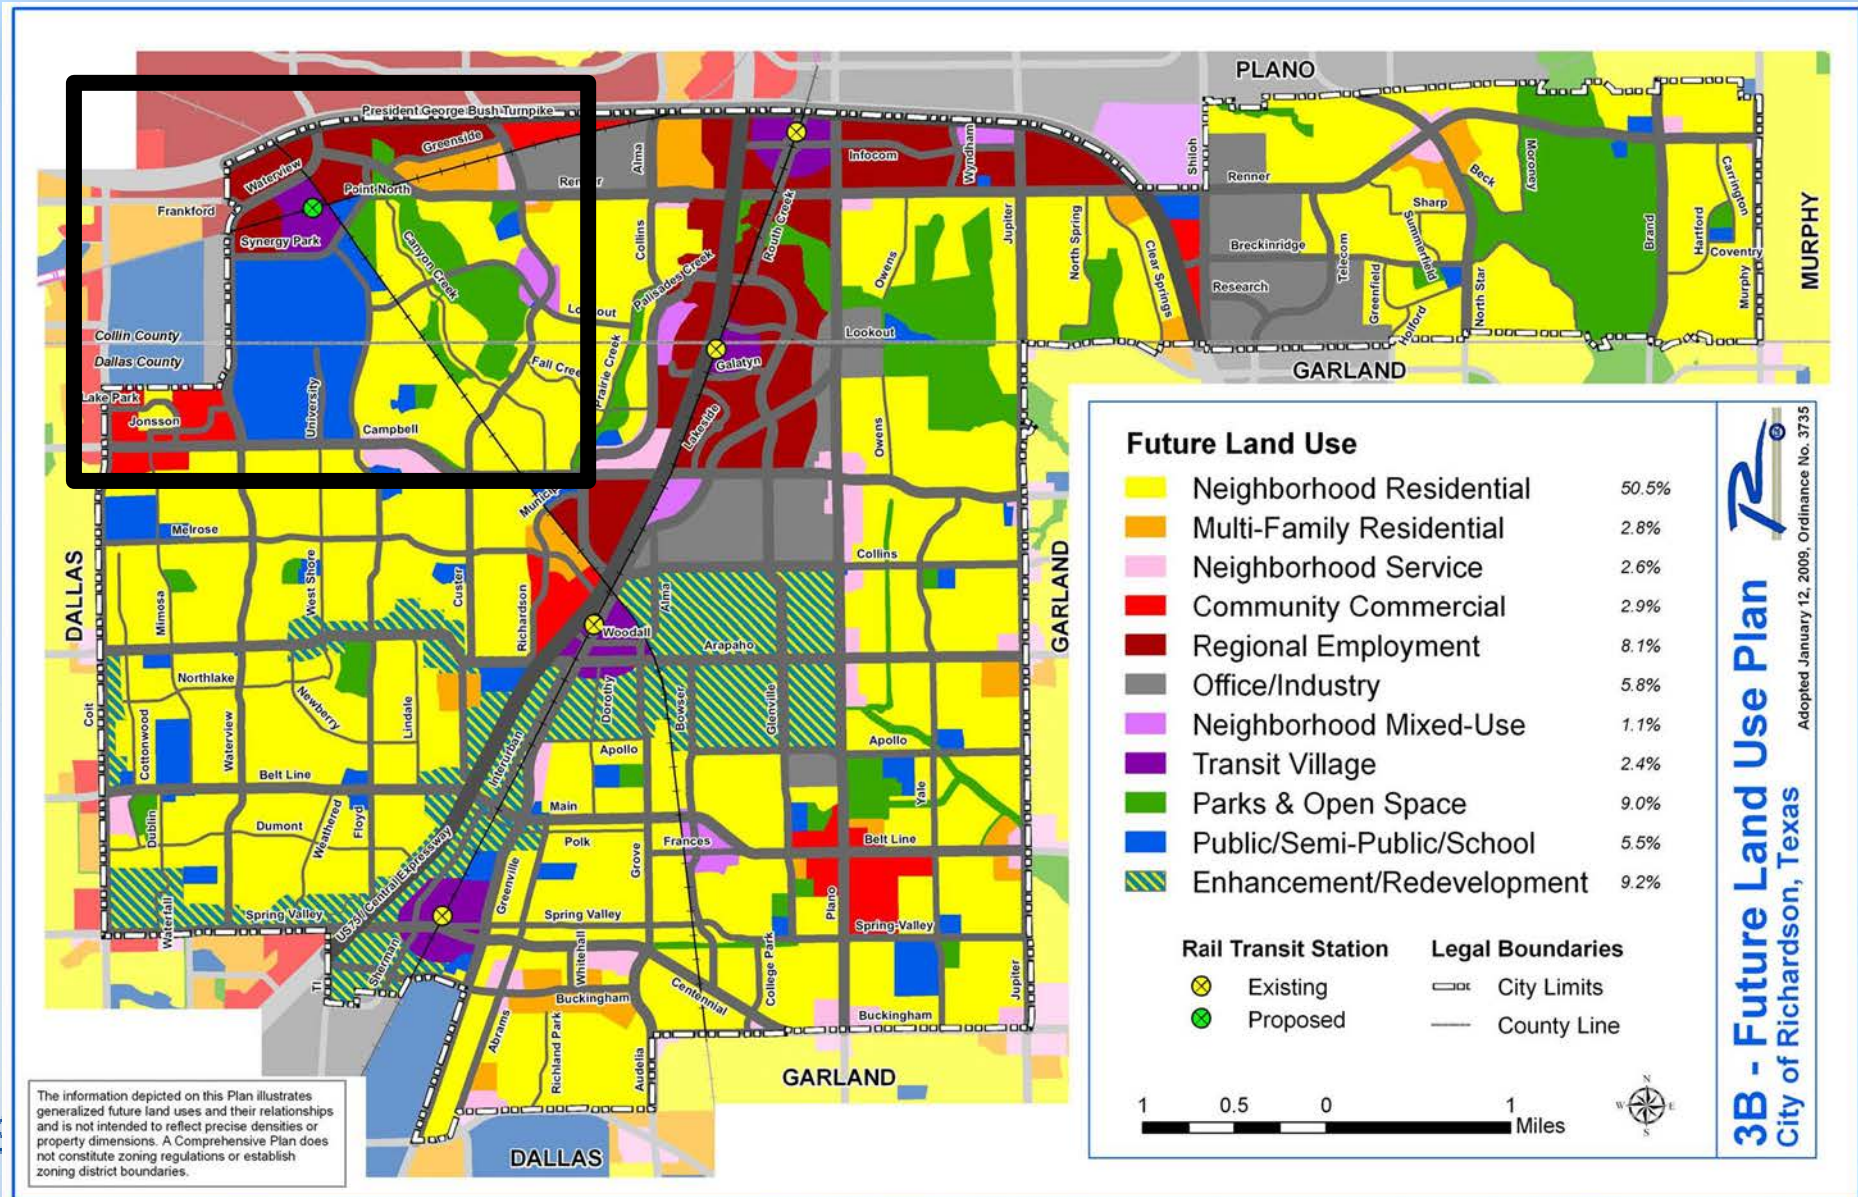 PLANO
President George Bush Turnpike
Greenside
Alma
Infocom
Wyndham
Shiloh
Waterview
Point North
Renner
Renner
Beck
Moroney
Carrington
Frankford
Synergy Park
Canyon Creek
Collins
Routh Creek
Jupiter
North Spring
Clear Springs
Sharp
Summerfield
Breckinridge
Telecom
Brand
Hartford
Coventry
MURPHY
Palisades Creek
Owens
Research
Greenfield
North Star
Murphy
Collin County
Dallas County
Lookout
Holford
Galatyn
GARLAND
Fall Creek
Prairie Creek
Lake Park
Jonsson
University
Campbell
Lakeside
Owens
Melrose
Collins
DALLAS
Mimosa
West Shore
Custer
Richardson
Alma
Woodall
Arapaho
GARLAND
Northlake
Newberry
Lindale
Coit
Cottonwood
Waterview
Dorothy
Bowser
Glenville
Interurban
Apollo
Apollo
Belt Line
Yale
Main
Dublin
Dumont
Weathered
Floyd
Polk
Grove
Frances
Belt Line
US75 / Central Expressway
Greenville
Plano
Waterfall
Spring Valley
Spring Valley
Spring-Valley
Sherman
TI
Whitehall
College Park
Jupiter
Buckingham
Centennial
Buckingham
Abrams
Richland Park
Audelia
GARLAND
DALLAS
Future Land Use
Neighborhood Residential 50.5%
Multi-Family Residential 2.8%
Neighborhood Service 2.6%
Community Commercial 2.9%
Regional Employment 8.1%
Office/Industry 5.8%
Neighborhood Mixed-Use 1.1%
Transit Village 2.4%
Parks & Open Space 9.0%
Public/Semi-Public/School 5.5%
Enhancement/Redevelopment 9.2%
Rail Transit Station
Existing
Proposed
Legal Boundaries
City Limits
County Line
1 0.5 0 1 Miles
N
W E
S
3B - Future Land Use Plan
City of Richardson, Texas
Adopted January 12, 2009, Ordinance No. 3735
The information depicted on this Plan illustrates
generalized future land uses and their relationships
and is not intended to reflect precise densities or
property dimensions. A Comprehensive Plan does
not constitute zoning regulations or establish
zoning district boundaries.